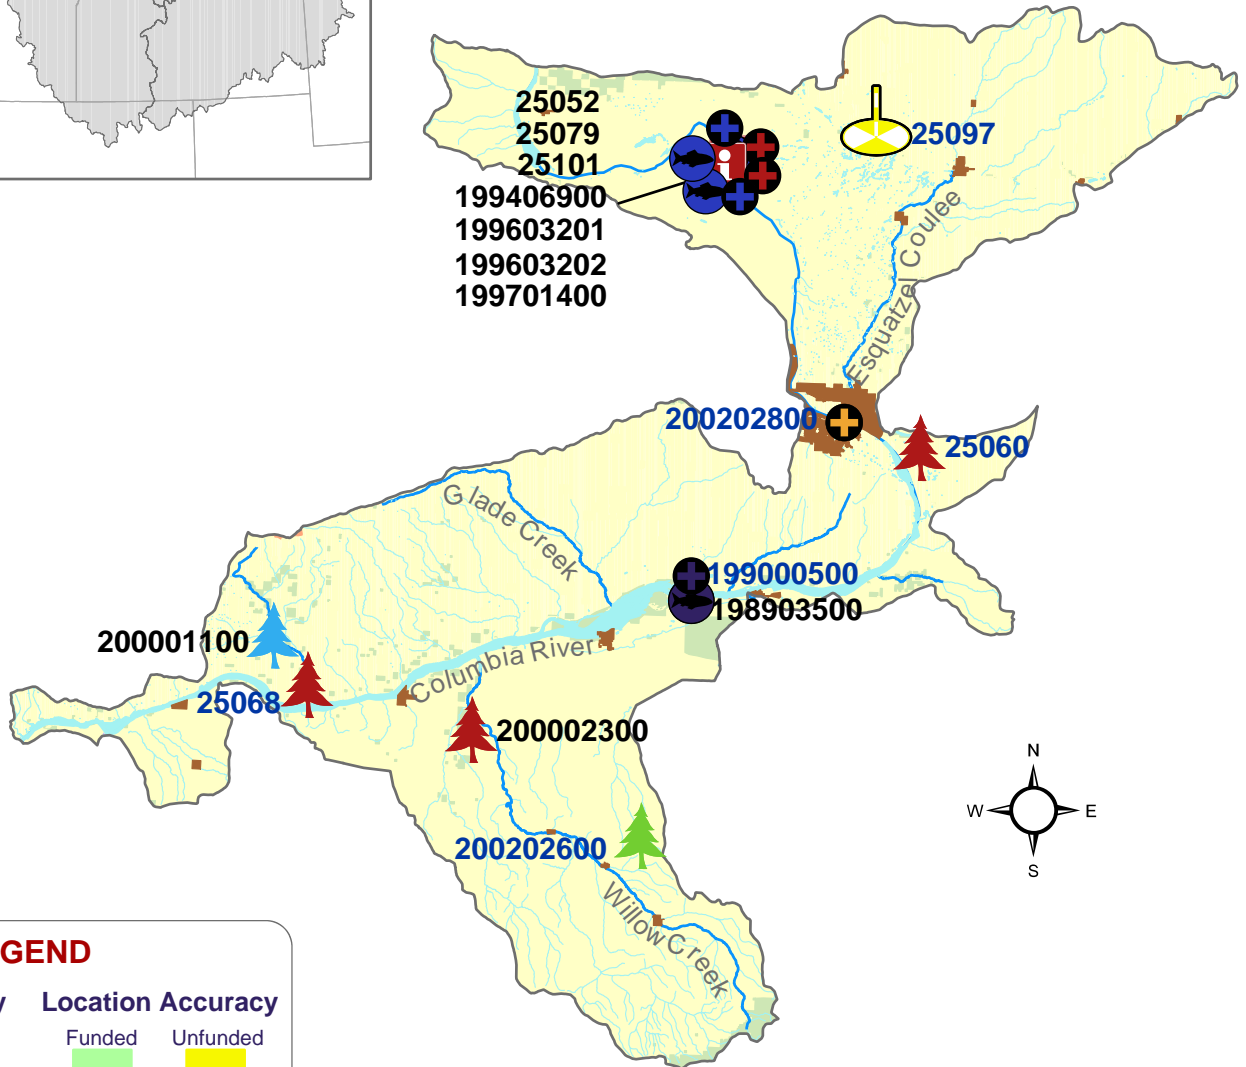 25052
25079
25101
199406900
199603201
199603202
199701400
25097
Esquatzel Coulee
200202800
25060
Glade Creek
199000500
198903500
200001100
Columbia River
25068
200002300
N
W E
S
200202600
Willow Creek
GEND
y Location Accuracy
Funded Unfunded